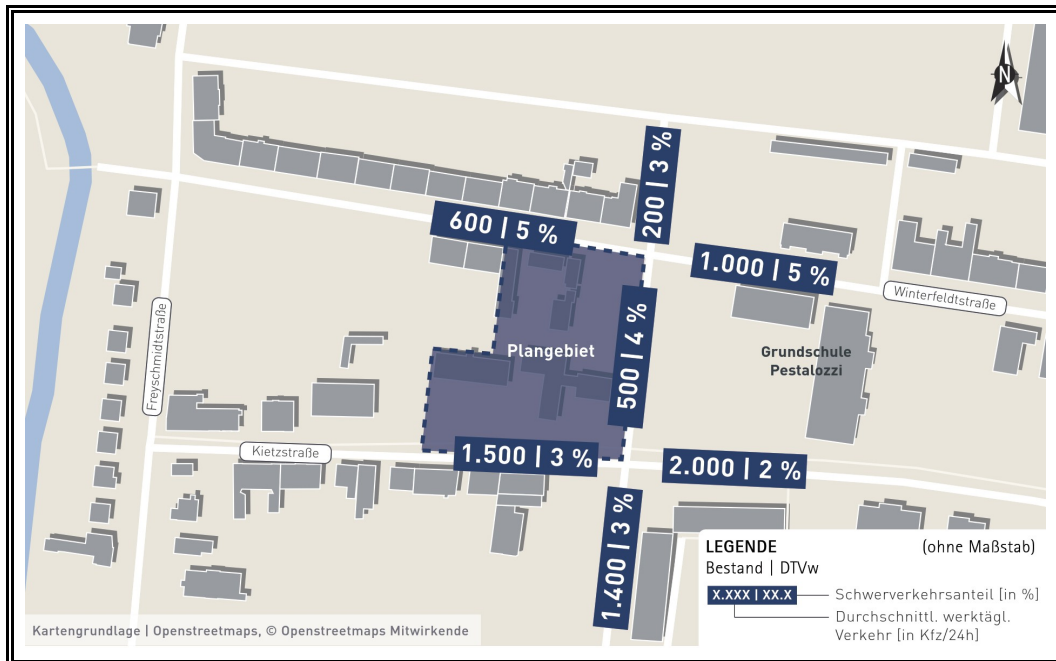 N
200 | 3 %
600 | 5 %
1.000 | 5 %
Winterfeldtstraße
Freyschmidtstraße
Plangebiet
500 | 4 %
Grundschule
Pestalozzi
Kietzstraße
1.500 | 3 %
2.000 | 2 %
1.400 | 3 %
LEGENDE (ohne Maßstab)
Bestand | DTVw
X.XXX | XX.X Schwerverkehrsanteil [in %]
Durchschnittl. werktägl.
Verkehr [in Kfz/24h]
Kartengrundlage | Openstreetmaps, © Openstreetmaps Mitwirkende